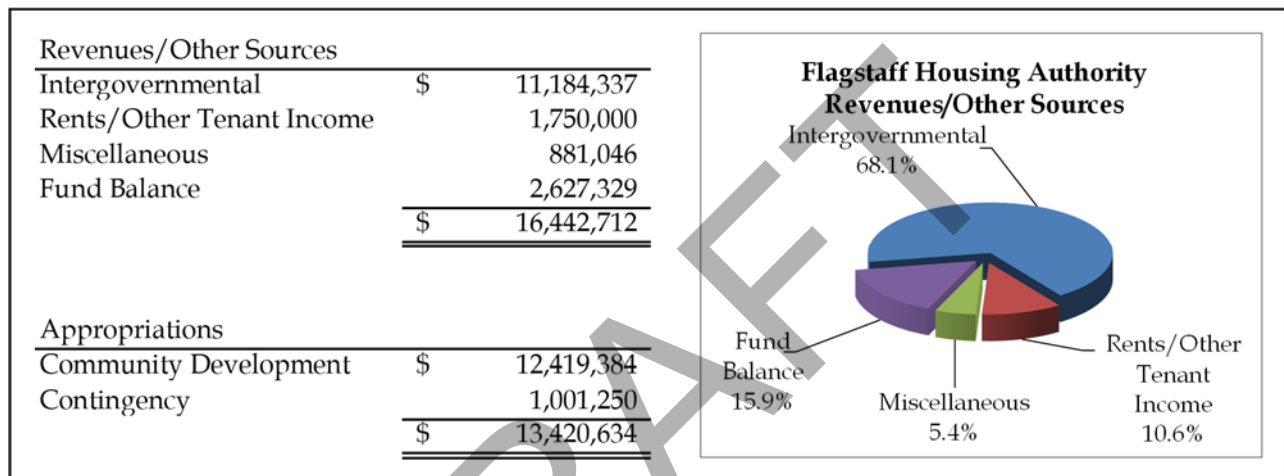 Revenues/Other Sources
Intergovernmental $ 11,184,337
Rents/Other Tenant Income 1,750,000
Miscellaneous 881,046
Fund Balance 2,627,329
$ 16,442,712
Appropriations
Community Development $ 12,419,384
Contingency 1,001,250
$ 13,420,634
Flagstaff Housing Authority
Revenues/Other Sources
Intergovernmental
68.1%
Fund
Balance
15.9%
Miscellaneous
5.4%
Rents/Other
Tenant
Income
10.6%
DRAFT